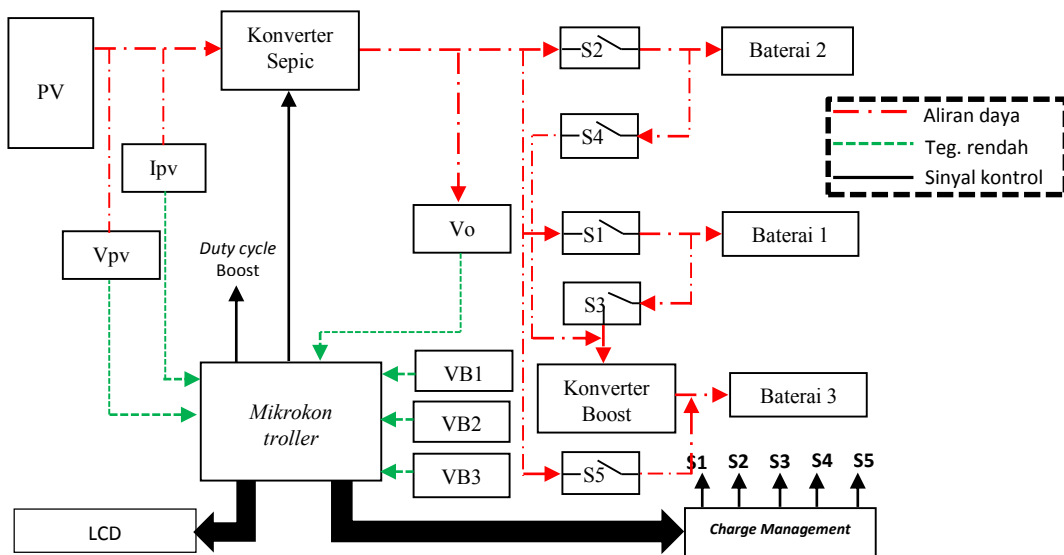 Konverter
Sepic
PV
S2
Baterai 2
S4
Aliran daya
Teg. rendah
Sinyal kontrol
Ipv
Vpv
Vo
S1
Baterai 1
Duty cycle
Boost
S3
Mikrokon
troller
VB1
VB2
VB3
Konverter
Boost
Baterai 3
S5
S1 S2 S3 S4 S5
LCD
Charge Management